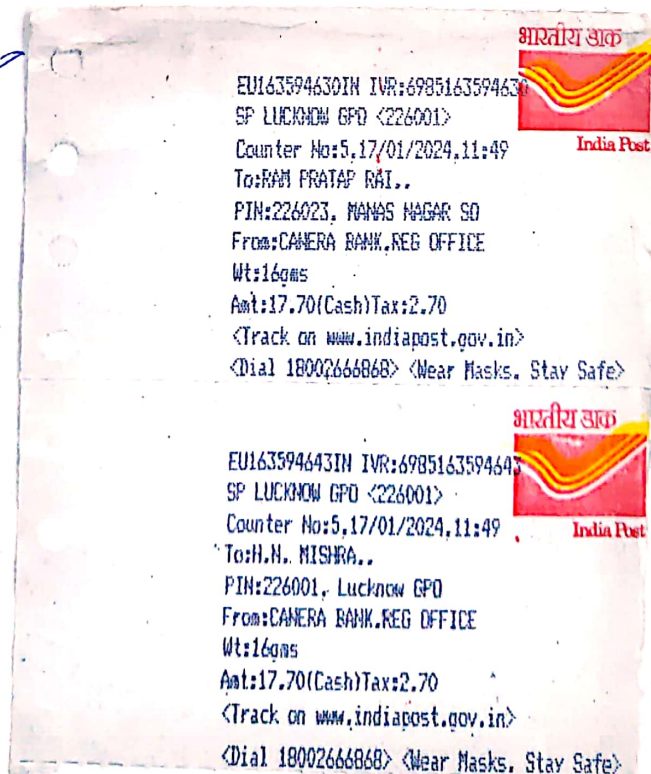 भारतीय डाक
EU163594630IN IVR:6985163594630
SP LUCKNOW GPO <226001>
India Post
Counter No:5,17/01/2024,11:49
To:RAM PRATAP RAI..
PIN:226023, MANAS NAGAR SO
From:CANERA BANK.REG OFFICE
Wt:16gms
Amt:17.70(Cash)Tax:2.70
<Track on www.indiapost.gov.in>
<Dial 18002666868> <Wear Masks. Stay Safe>
भारतीय डाक
EU163594643IN IVR:6985163594643
SP LUCKNOW GPO <226001>
Counter No:5,17/01/2024,11:49
India Post
To:H.N. MISHRA..
PIN:226001, Lucknow GPO
From:CANERA BANK.REG OFFICE
Wt:16gms
Amt:17.70(Cash)Tax:2.70
<Track on www.indiapost.gov.in>
<Dial 18002666868> <Wear Masks. Stay Safe>